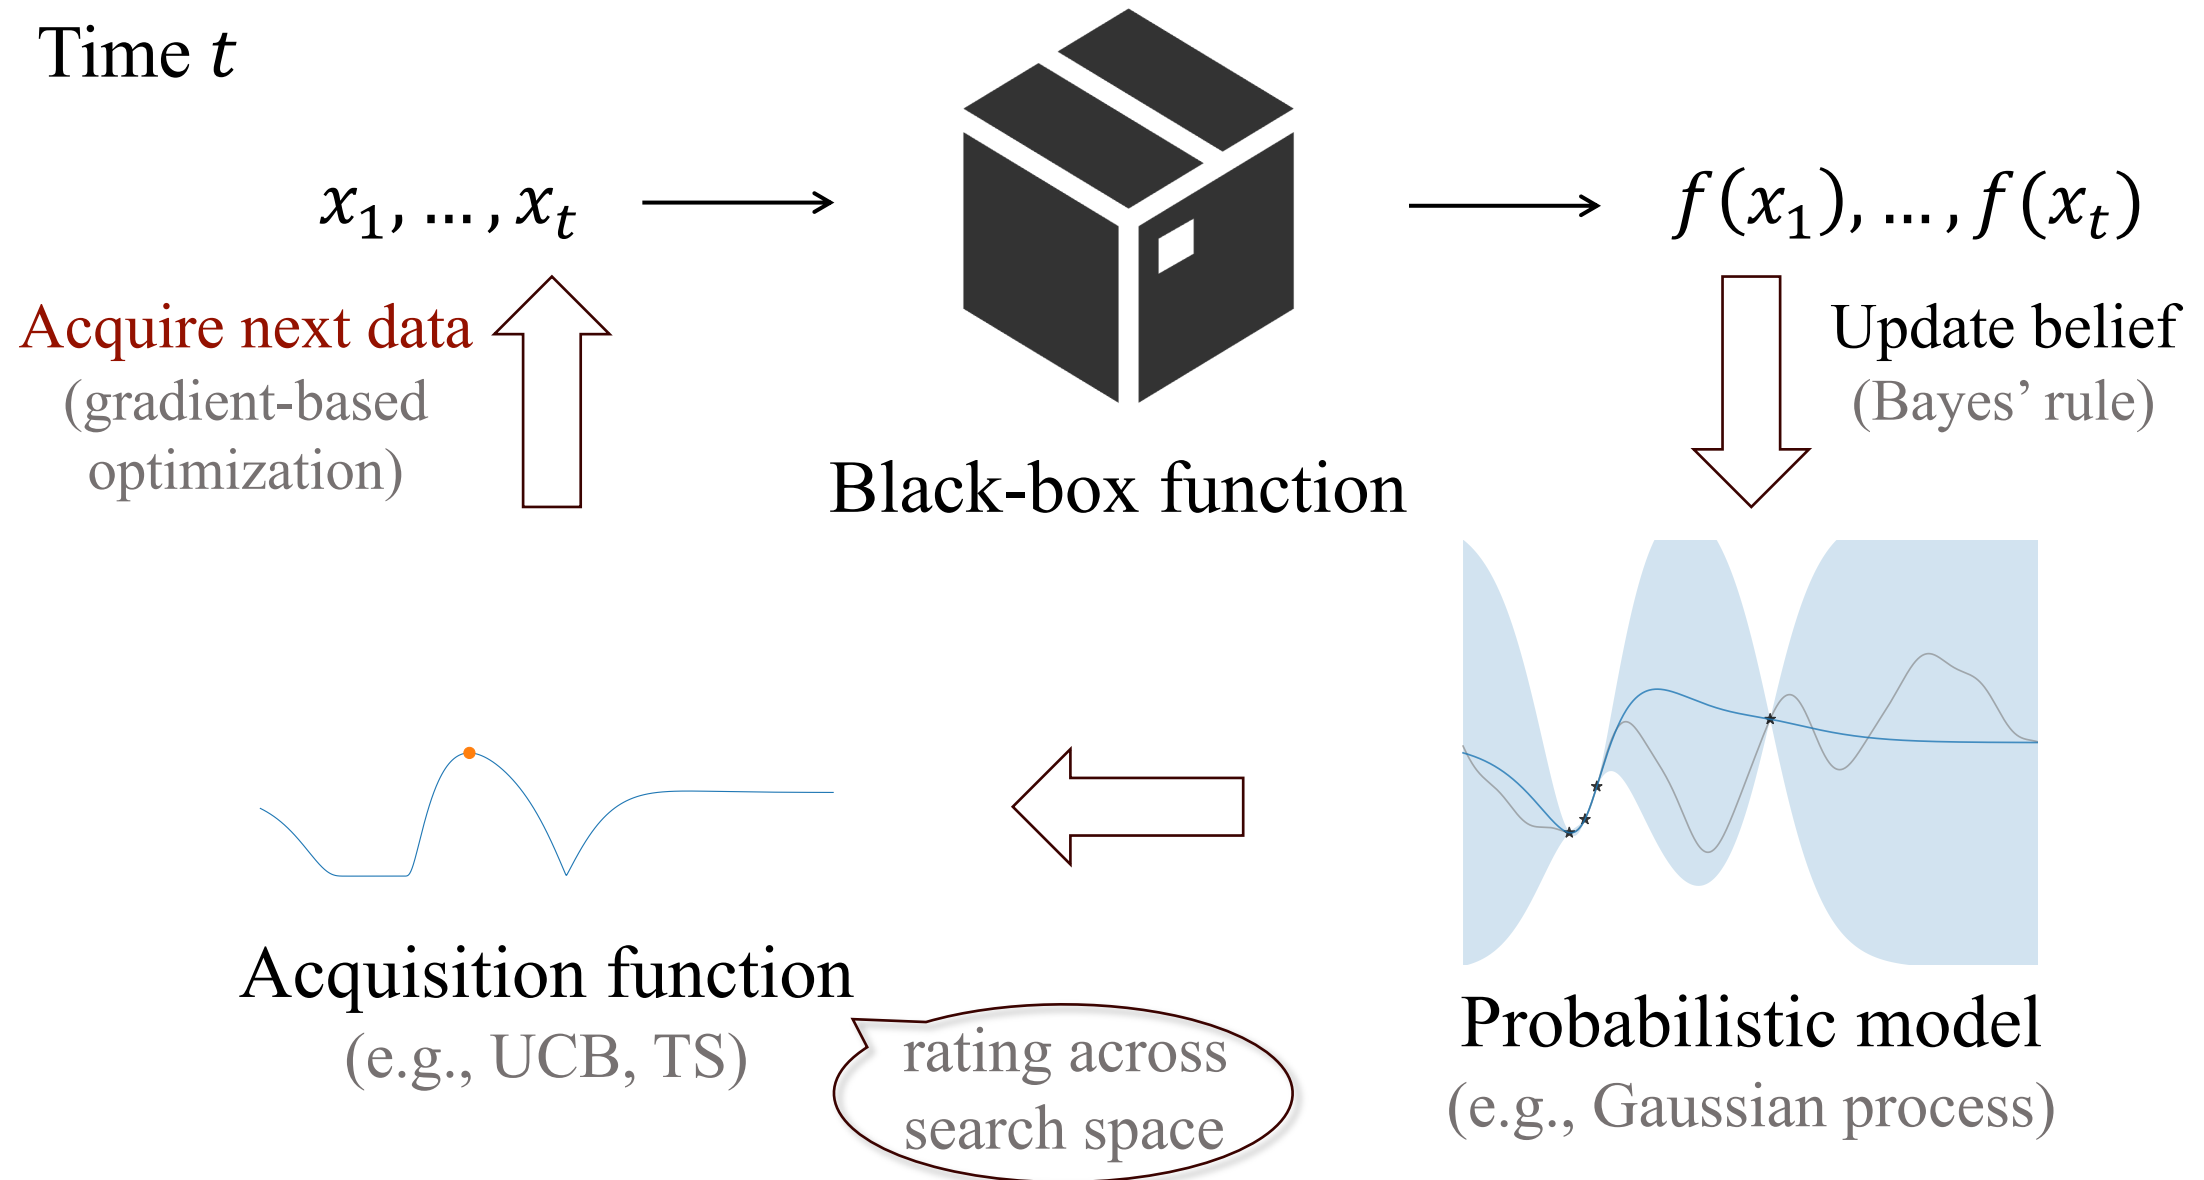 Time t
x₁, … , xₜ
f(x₁), … , f(xₜ)
Acquire next data
(gradient-based
optimization)
Black-box function
Update belief
(Bayes’ rule)
Acquisition function
(e.g., UCB, TS)
rating across
search space
Probabilistic model
(e.g., Gaussian process)